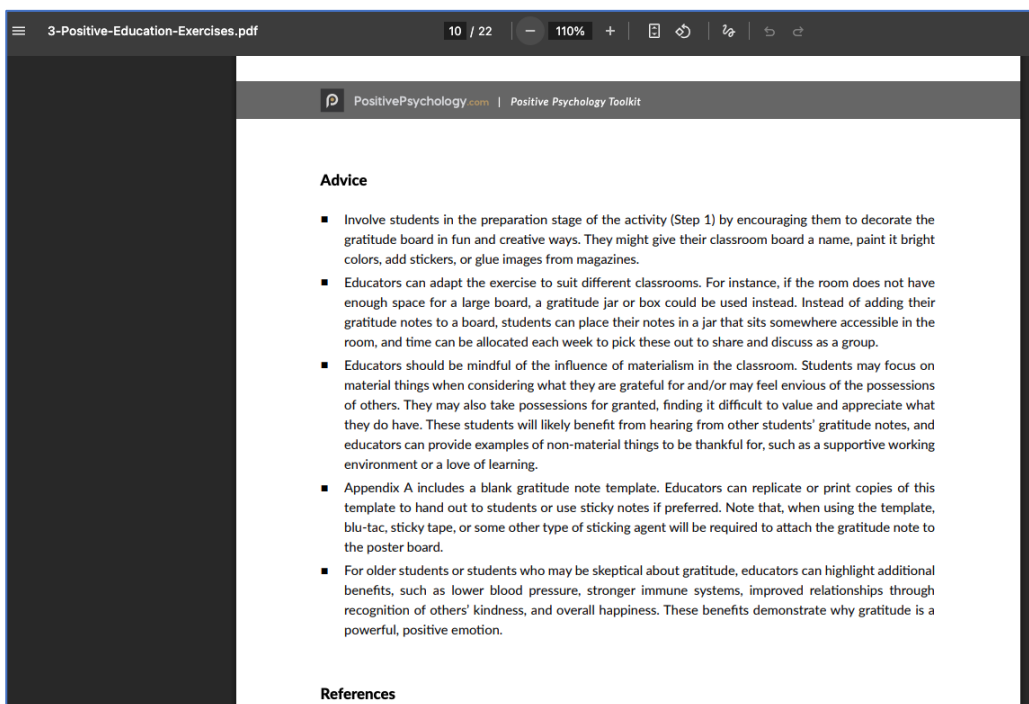 3-Positive-Education-Exercises.pdf
10 / 22
110%
PositivePsychology.com | Positive Psychology Toolkit
Advice
■ Involve students in the preparation stage of the activity (Step 1) by encouraging them to decorate the
gratitude board in fun and creative ways. They might give their classroom board a name, paint it bright
colors, add stickers, or glue images from magazines.
■ Educators can adapt the exercise to suit different classrooms. For instance, if the room does not have
enough space for a large board, a gratitude jar or box could be used instead. Instead of adding their
gratitude notes to a board, students can place their notes in a jar that sits somewhere accessible in the
room, and time can be allocated each week to pick these out to share and discuss as a group.
■ Educators should be mindful of the influence of materialism in the classroom. Students may focus on
material things when considering what they are grateful for and/or may feel envious of the possessions
of others. They may also take possessions for granted, finding it difficult to value and appreciate what
they do have. These students will likely benefit from hearing from other students’ gratitude notes, and
educators can provide examples of non-material things to be thankful for, such as a supportive working
environment or a love of learning.
■ Appendix A includes a blank gratitude note template. Educators can replicate or print copies of this
template to hand out to students or use sticky notes if preferred. Note that, when using the template,
blu-tac, sticky tape, or some other type of sticking agent will be required to attach the gratitude note to
the poster board.
■ For older students or students who may be skeptical about gratitude, educators can highlight additional
benefits, such as lower blood pressure, stronger immune systems, improved relationships through
recognition of others’ kindness, and overall happiness. These benefits demonstrate why gratitude is a
powerful, positive emotion.
References